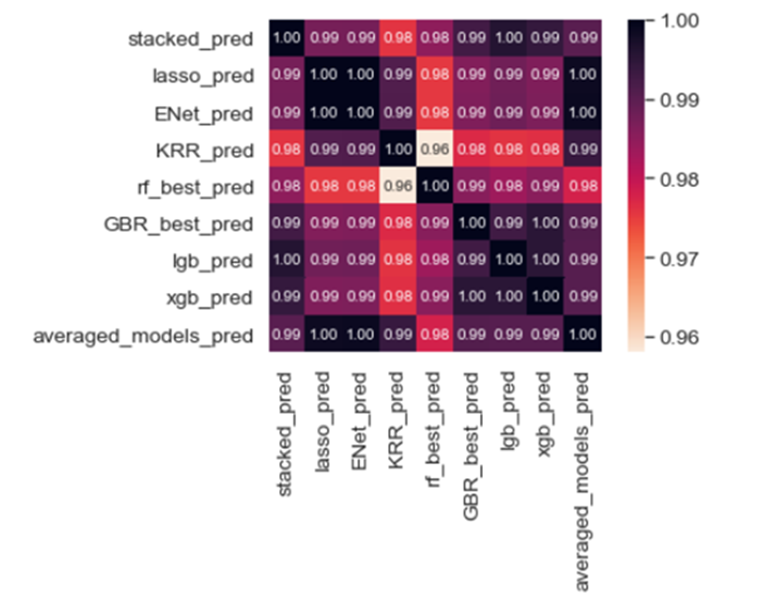 stacked_pred 1.00 0.99 0.99 0.98 0.98 0.99 1.00 0.99 0.99
lasso_pred 0.99 1.00 1.00 0.99 0.98 0.99 0.99 0.99 1.00
ENet_pred 0.99 1.00 1.00 0.99 0.98 0.99 0.99 0.99 1.00
KRR_pred 0.98 0.99 0.99 1.00 0.96 0.98 0.98 0.98 0.99
rf_best_pred 0.98 0.98 0.98 0.96 1.00 0.99 0.98 0.99 0.98
GBR_best_pred 0.99 0.99 0.99 0.98 0.99 1.00 0.99 1.00 0.99
lgb_pred 1.00 0.99 0.99 0.98 0.98 0.99 1.00 1.00 0.99
xgb_pred 0.99 0.99 0.99 0.98 0.99 1.00 1.00 1.00 0.99
averaged_models_pred 0.99 1.00 1.00 0.99 0.98 0.99 0.99 0.99 1.00
stacked_pred
lasso_pred
ENet_pred
KRR_pred
rf_best_pred
GBR_best_pred
lgb_pred
xgb_pred
averaged_models_pred
1.00
0.99
0.98
0.97
0.96